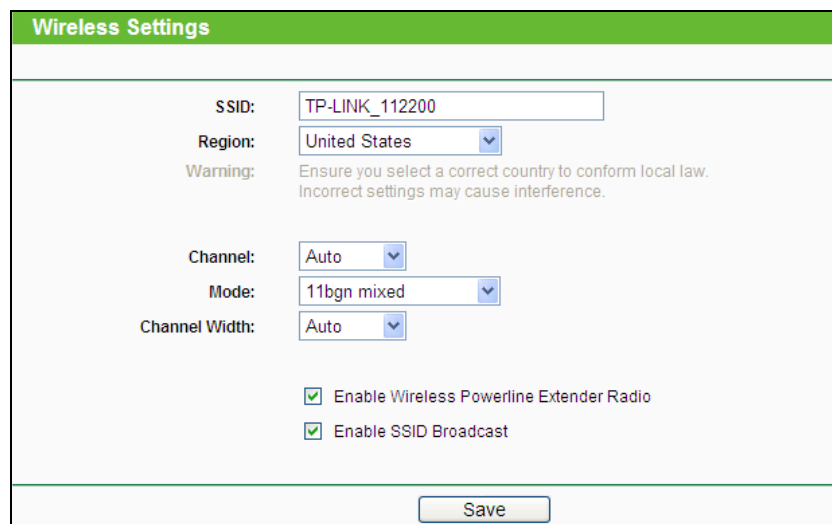 Wireless Settings
SSID: TP-LINK_112200
Region: United States
Warning: Ensure you select a correct country to conform local law.
Incorrect settings may cause interference.
Channel: Auto
Mode: 11bgn mixed
Channel Width: Auto
Enable Wireless Powerline Extender Radio
Enable SSID Broadcast
Save